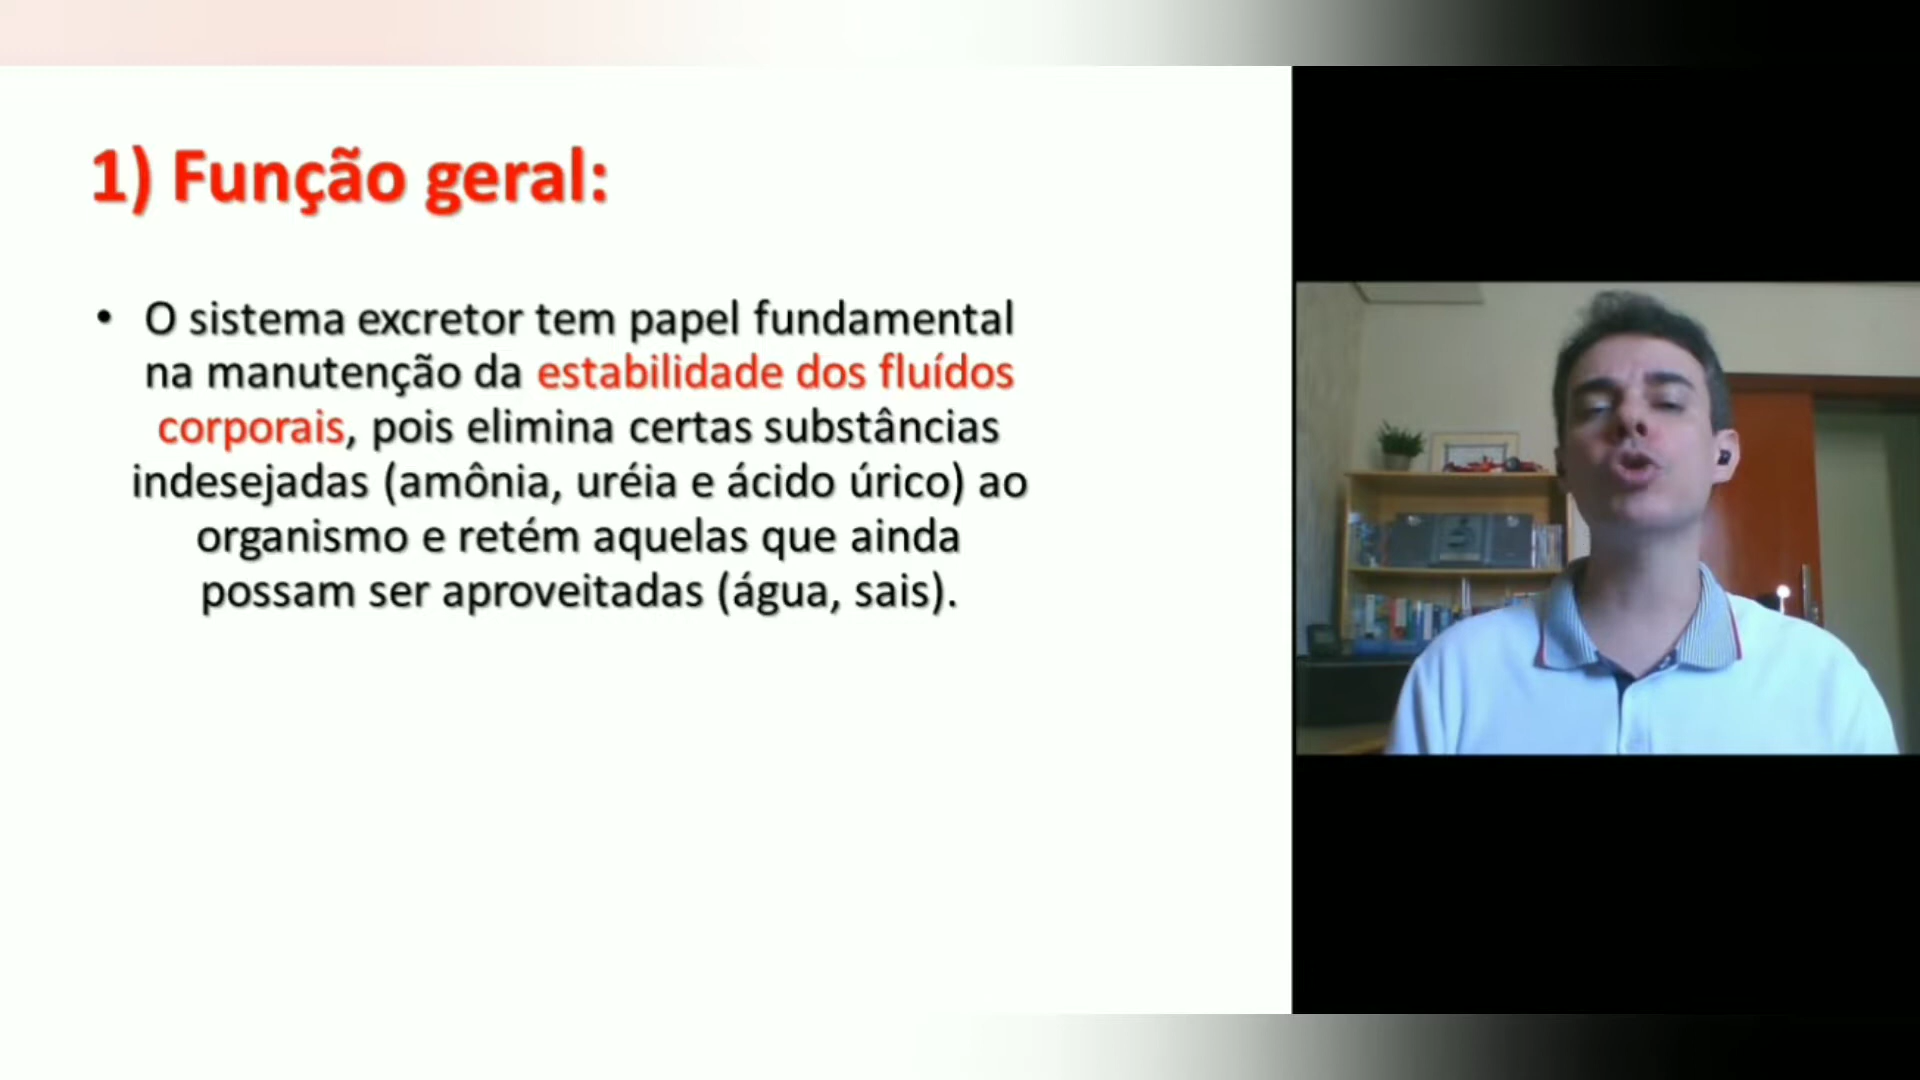 1) Função geral:
• O sistema excretor tem papel fundamental
na manutenção da estabilidade dos fluídos
corporais, pois elimina certas substâncias
indesejadas (amônia, uréia e ácido úrico) ao
organismo e retém aquelas que ainda
possam ser aproveitadas (água, sais).